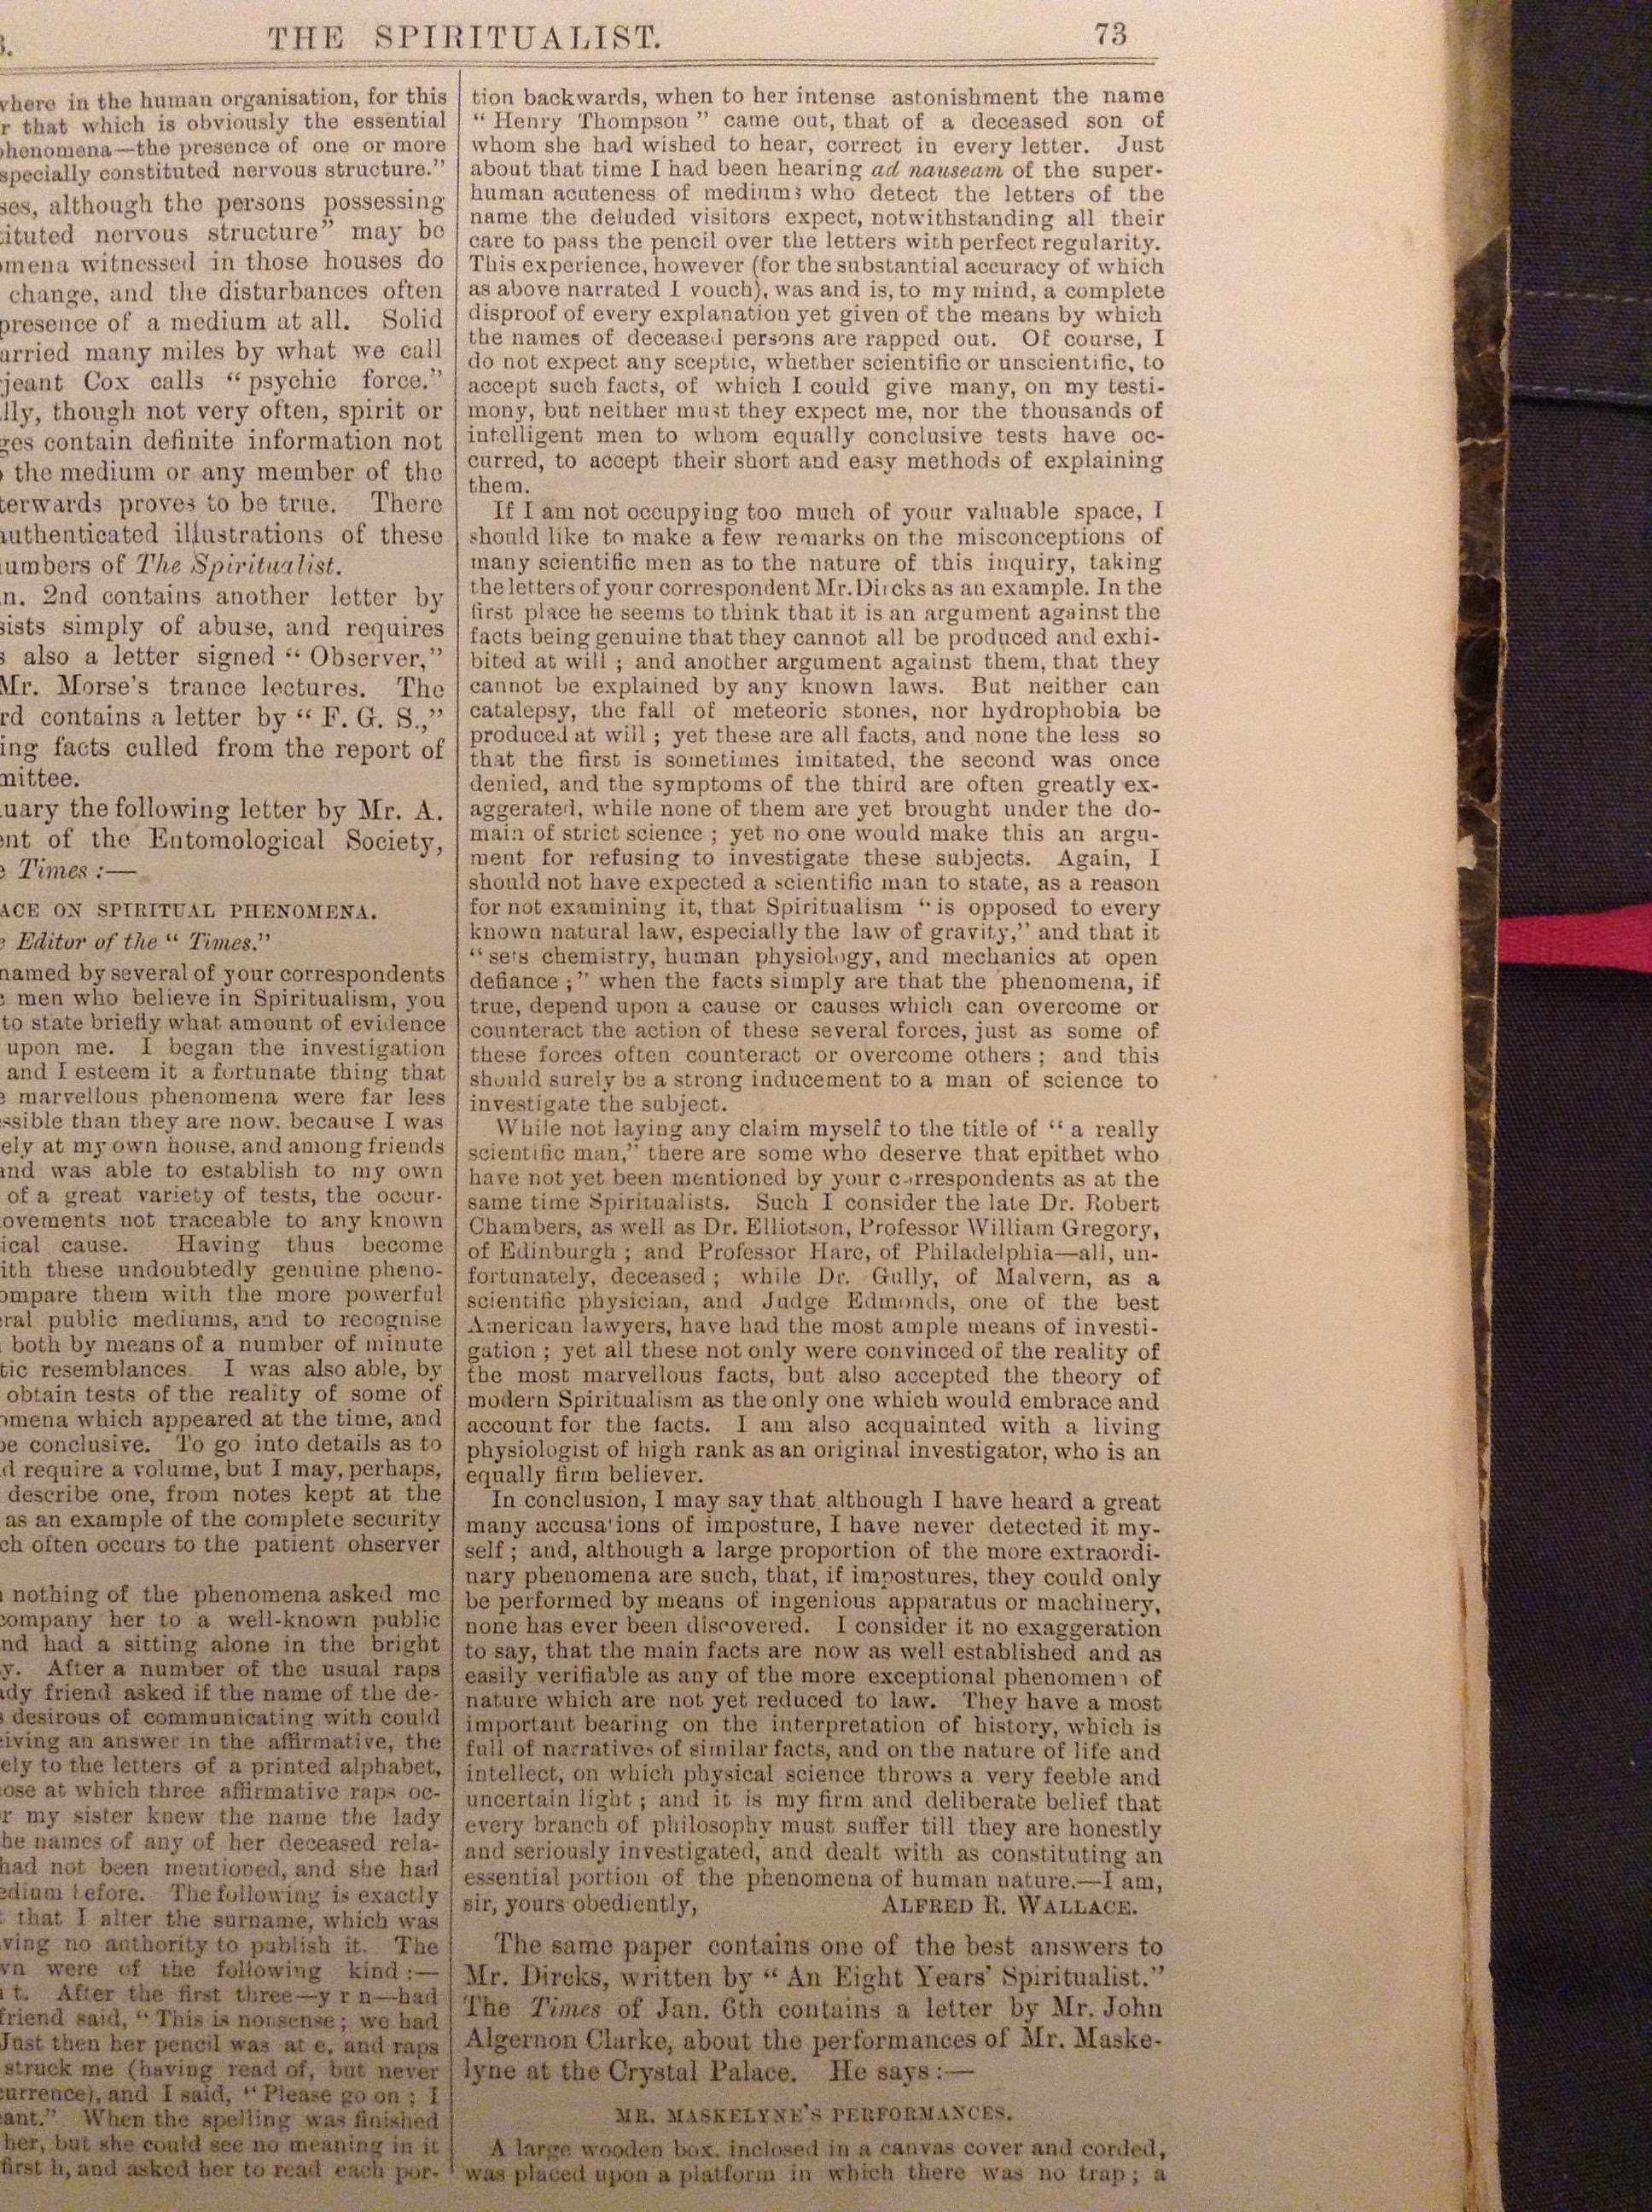 THE SPIRITUALIST. 73
where in the human organisation, for this
r that which is obviously the essential
phenomena—the presence of one or more
specially constituted nervous structure.”
ses, although the persons possessing
tituted nervous structure” may be
omena witnessed in those houses do
change, and the disturbances often
presence of a medium at all. Solid
arried many miles by what we call
rjeant Cox calls “psychic force.”
lly, though not very often, spirit or
ges contain definite information not
o the medium or any member of the
terwards proves to be true. There
authenticated illustrations of these
numbers of The Spiritualist.
n. 2nd contains another letter by
sists simply of abuse, and requires
s also a letter signed “Observer,”
Mr. Morse's trance lectures. The
rd contains a letter by “F. G. S.,”
ing facts culled from the report of
mittee.
uary the following letter by Mr. A.
ent of the Entomological Society,
e Times :—
ACE ON SPIRITUAL PHENOMENA.
e Editor of the “Times.”
named by several of your correspondents
c men who believe in Spiritualism, you
to state briefly what amount of evidence
upon me. I began the investigation
and I esteem it a fortunate thing that
e marvellous phenomena were far less
essible than they are now, because I was
ely at my own house, and among friends
and was able to establish to my own
of a great variety of tests, the occur-
ovements not traceable to any known
ical cause. Having thus become
ith these undoubtedly genuine pheno-
ompare them with the more powerful
eral public mediums, and to recognise
both by means of a number of minute
tic resemblances. I was also able, by
obtain tests of the reality of some of
omena which appeared at the time, and
be conclusive. To go into details as to
d require a volume, but I may, perhaps,
describe one, from notes kept at the
as an example of the complete security
ch often occurs to the patient observer
nothing of the phenomena asked me
company her to a well-known public
nd had a sitting alone in the bright
y. After a number of the usual raps
ady friend asked if the name of the de-
s desirous of communicating with could
eiving an answer in the affirmative, the
ely to the letters of a printed alphabet,
hose at which three affirmative raps oc-
or my sister knew the name the lady
he names of any of her deceased rela-
had not been mentioned, and she had
edium before. The following is exactly
t that I alter the surname, which was
ving no authority to publish it. The
wn were of the following kind :—
n t. After the first three—y r n—had
friend said, “This is nonsense; we had
Just then her pencil was at e, and raps
struck me (having read of, but never
currence), and I said, “Please go on; I
eant.” When the spelling was finished
her, but she could see no meaning in it
first h, and asked her to read each por-
tion backwards, when to her intense astonishment the name
“Henry Thompson” came out, that of a deceased son of
whom she had wished to hear, correct in every letter. Just
about that time I had been hearing ad nauseam of the super-
human acuteness of mediums who detect the letters of the
name the deluded visitors expect, notwithstanding all their
care to pass the pencil over the letters with perfect regularity.
This experience, however (for the substantial accuracy of which
as above narrated I vouch), was and is, to my mind, a complete
disproof of every explanation yet given of the means by which
the names of deceased persons are rapped out. Of course, I
do not expect any sceptic, whether scientific or unscientific, to
accept such facts, of which I could give many, on my testi-
mony, but neither must they expect me, nor the thousands of
intelligent men to whom equally conclusive tests have oc-
curred, to accept their short and easy methods of explaining
them.
If I am not occupying too much of your valuable space, I
should like to make a few remarks on the misconceptions of
many scientific men as to the nature of this inquiry, taking
the letters of your correspondent Mr. Dircks as an example. In the
first place he seems to think that it is an argument against the
facts being genuine that they cannot all be produced and exhi-
bited at will ; and another argument against them, that they
cannot be explained by any known laws. But neither can
catalepsy, the fall of meteoric stones, nor hydrophobia be
produced at will ; yet these are all facts, and none the less so
that the first is sometimes imitated, the second was once
denied, and the symptoms of the third are often greatly ex-
aggerated, while none of them are yet brought under the do-
main of strict science ; yet no one would make this an argu-
ment for refusing to investigate these subjects. Again, I
should not have expected a scientific man to state, as a reason
for not examining it, that Spiritualism “is opposed to every
known natural law, especially the law of gravity,” and that it
“sets chemistry, human physiology, and mechanics at open
defiance ;” when the facts simply are that the phenomena, if
true, depend upon a cause or causes which can overcome or
counteract the action of these several forces, just as some of
these forces often counteract or overcome others ; and this
should surely be a strong inducement to a man of science to
investigate the subject.
While not laying any claim myself to the title of “a really
scientific man,” there are some who deserve that epithet who
have not yet been mentioned by your correspondents as at the
same time Spiritualists. Such I consider the late Dr. Robert
Chambers, as well as Dr. Elliotson, Professor William Gregory,
of Edinburgh ; and Professor Hare, of Philadelphia—all, un-
fortunately, deceased ; while Dr. Gully, of Malvern, as a
scientific physician, and Judge Edmonds, one of the best
American lawyers, have had the most ample means of investi-
gation ; yet all these not only were convinced of the reality of
the most marvellous facts, but also accepted the theory of
modern Spiritualism as the only one which would embrace and
account for the facts. I am also acquainted with a living
physiologist of high rank as an original investigator, who is an
equally firm believer.
In conclusion, I may say that although I have heard a great
many accusations of imposture, I have never detected it my-
self ; and, although a large proportion of the more extraordi-
nary phenomena are such, that, if impostures, they could only
be performed by means of ingenious apparatus or machinery,
none has ever been discovered. I consider it no exaggeration
to say, that the main facts are now as well established and as
easily verifiable as any of the more exceptional phenomena of
nature which are not yet reduced to law. They have a most
important bearing on the interpretation of history, which is
full of narratives of similar facts, and on the nature of life and
intellect, on which physical science throws a very feeble and
uncertain light ; and it is my firm and deliberate belief that
every branch of philosophy must suffer till they are honestly
and seriously investigated, and dealt with as constituting an
essential portion of the phenomena of human nature.—I am,
sir, yours obediently, ALFRED R. WALLACE.
The same paper contains one of the best answers to
Mr. Dircks, written by “An Eight Years' Spiritualist.”
The Times of Jan. 6th contains a letter by Mr. John
Algernon Clarke, about the performances of Mr. Maske-
lyne at the Crystal Palace. He says :—
MR. MASKELYNE'S PERFORMANCES.
A large wooden box, inclosed in a canvas cover and corded,
was placed upon a platform in which there was no trap ; a